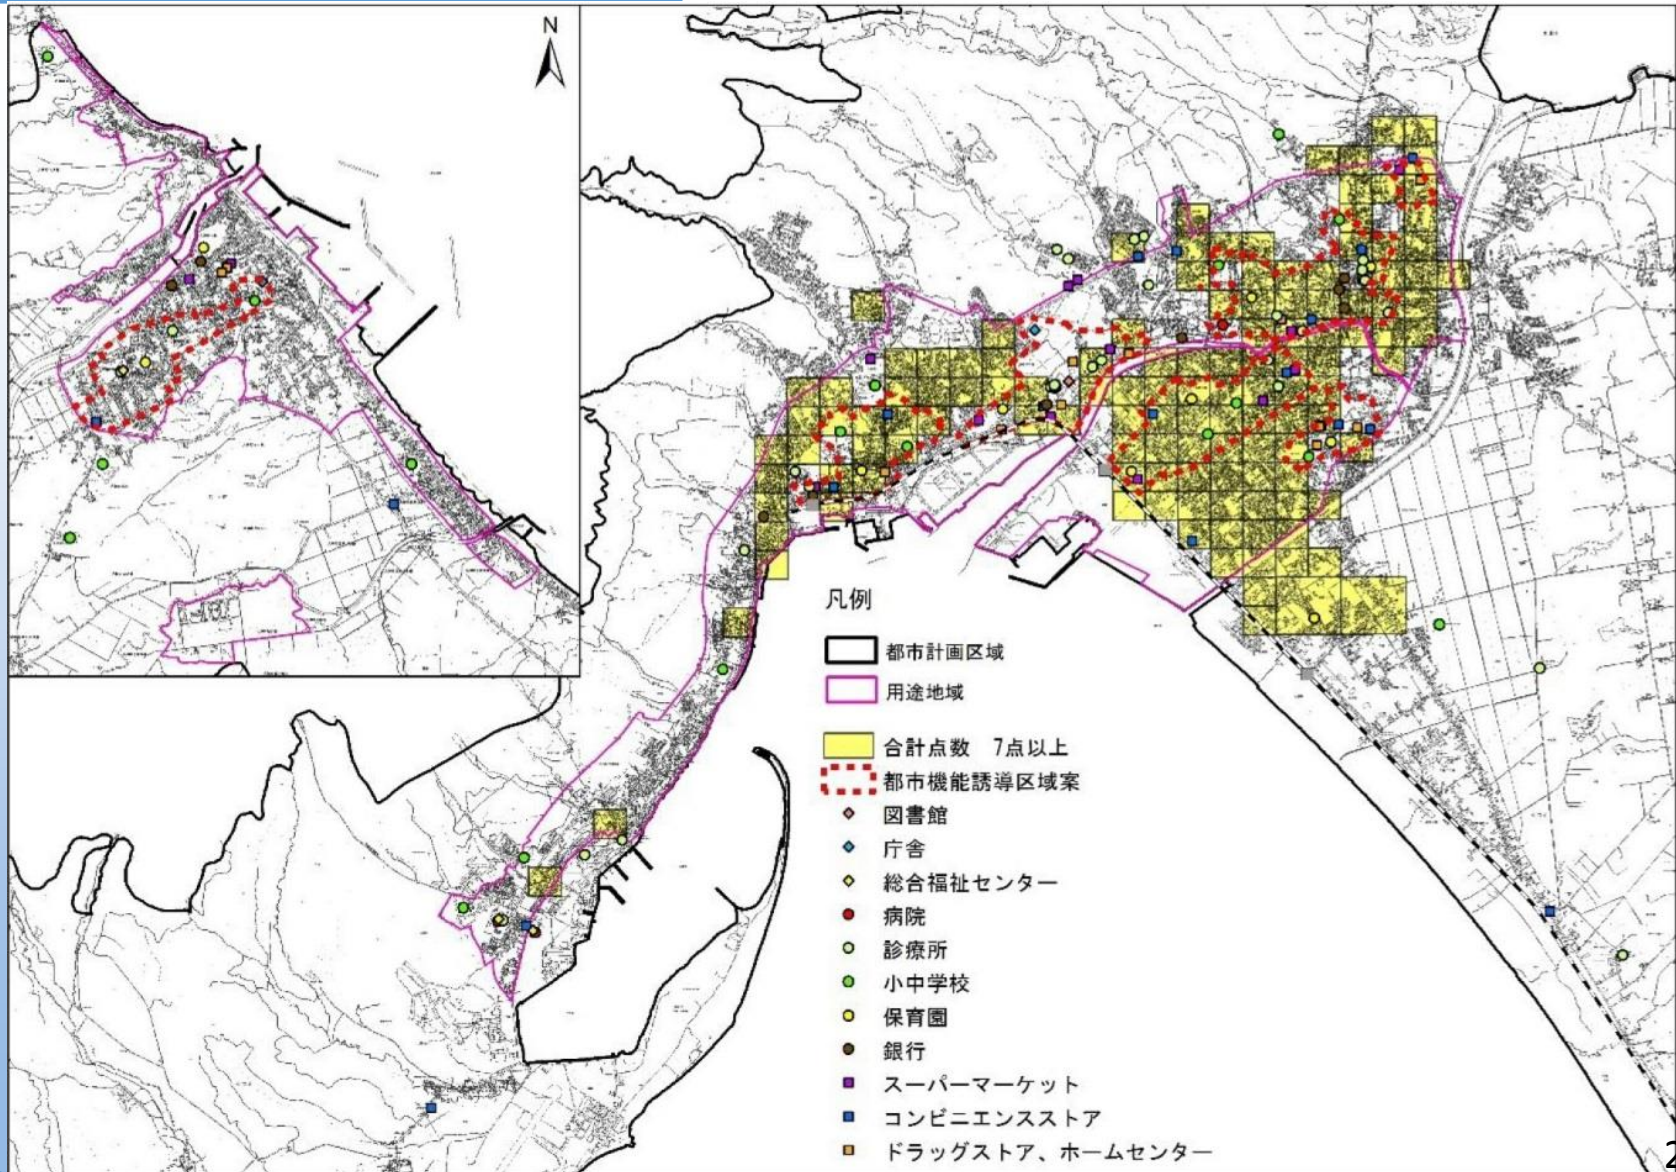 N
凡例
都市計画区域
用途地域
合計点数 7点以上
都市機能誘導区域案
図書館
庁舎
総合福祉センター
病院
診療所
小中学校
保育園
銀行
スーパーマーケット
コンビニエンスストア
ドラッグストア、ホームセンター
2